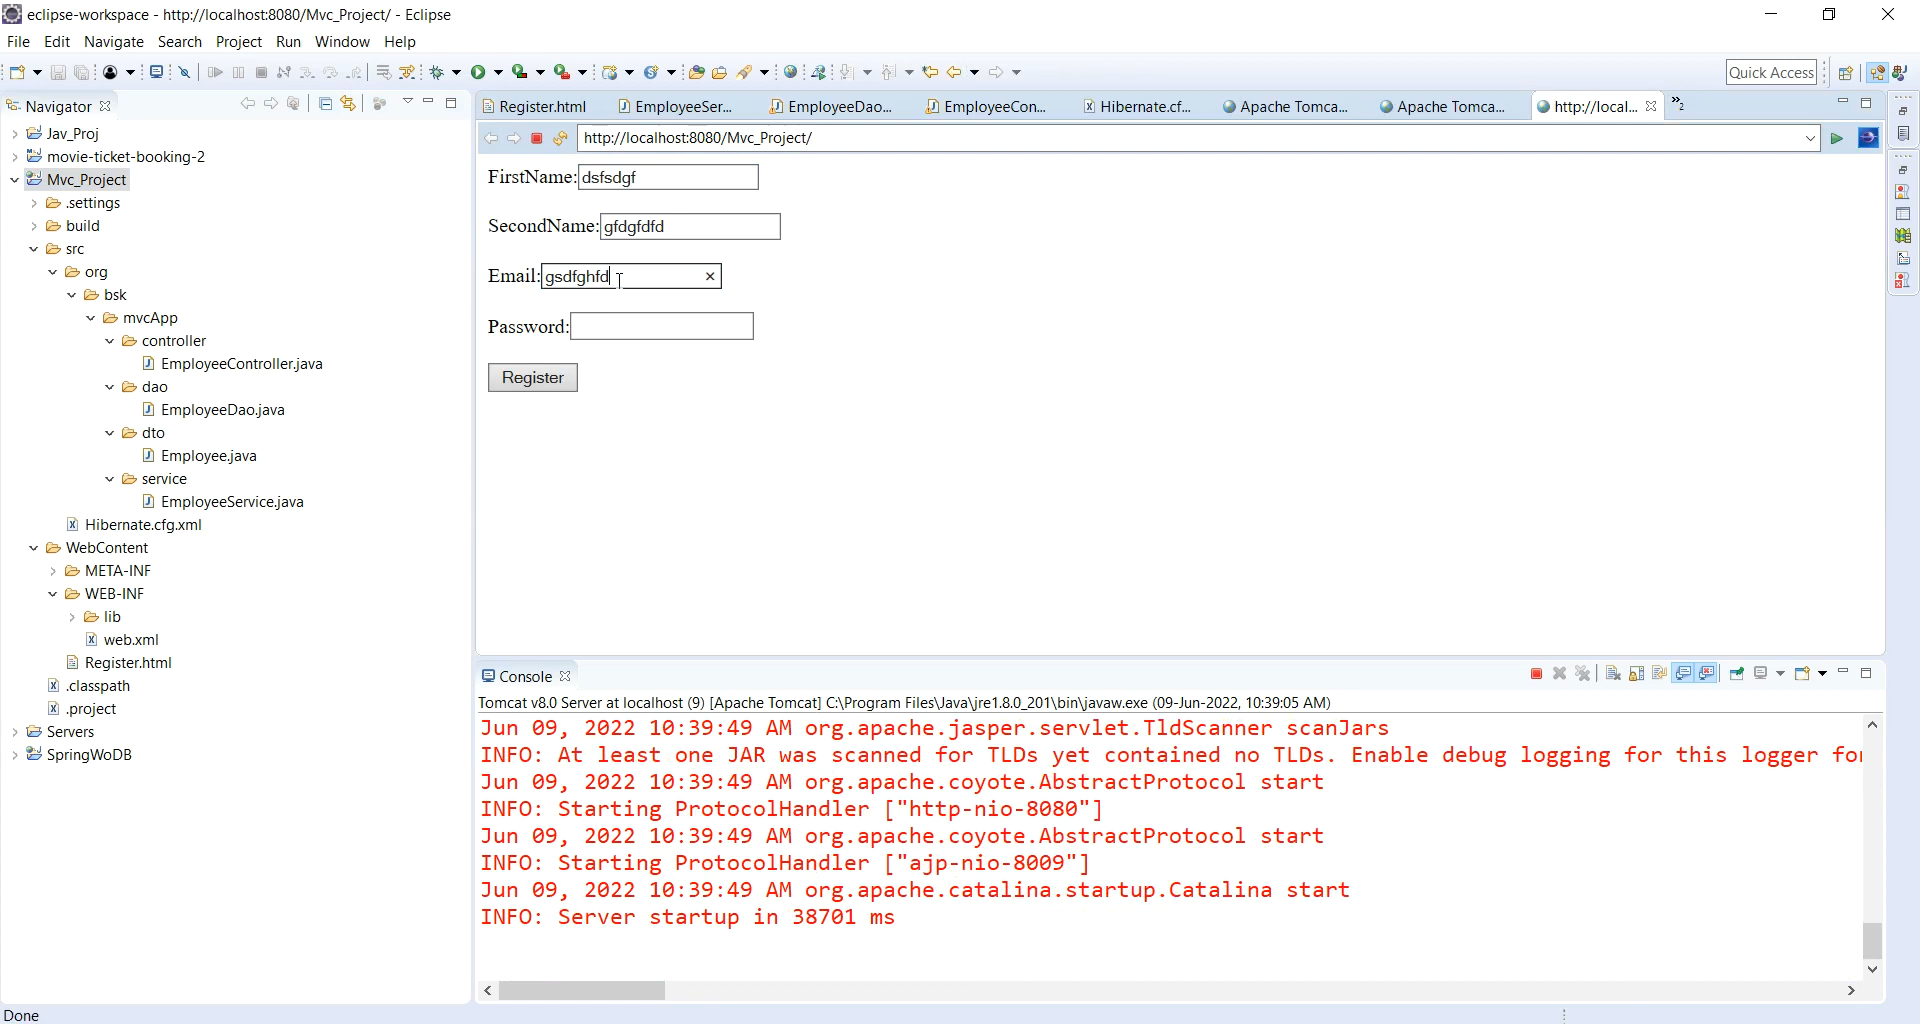 eclipse-workspace - http://localhost:8080/Mvc_Project/ - Eclipse
File Edit Navigate Search Project Run Window Help
Quick Access
Navigator
Register.html EmployeeSer... EmployeeDao... EmployeeCon... Hibernate.cf... Apache Tomca... Apache Tomca... http://local... »2
Jav_Proj
http://localhost:8080/Mvc_Project/
movie-ticket-booking-2
Mvc_Project
.settings
build
src
org
bsk
mvcApp
controller
EmployeeController.java
dao
EmployeeDao.java
dto
Employee.java
service
EmployeeService.java
Hibernate.cfg.xml
WebContent
META-INF
WEB-INF
lib
web.xml
Register.html
.classpath
.project
Servers
SpringWoDB
FirstName: dsfsdgf
SecondName: gfdgfdfd
Email: gsdfghfd
Password:
Register
Console
Tomcat v8.0 Server at localhost (9) [Apache Tomcat] C:\Program Files\Java\jre1.8.0_201\bin\javaw.exe (09-Jun-2022, 10:39:05 AM)
Jun 09, 2022 10:39:49 AM org.apache.jasper.servlet.TldScanner scanJars
INFO: At least one JAR was scanned for TLDs yet contained no TLDs. Enable debug logging for this logger for
Jun 09, 2022 10:39:49 AM org.apache.coyote.AbstractProtocol start
INFO: Starting ProtocolHandler ["http-nio-8080"]
Jun 09, 2022 10:39:49 AM org.apache.coyote.AbstractProtocol start
INFO: Starting ProtocolHandler ["ajp-nio-8009"]
Jun 09, 2022 10:39:49 AM org.apache.catalina.startup.Catalina start
INFO: Server startup in 38701 ms
Done